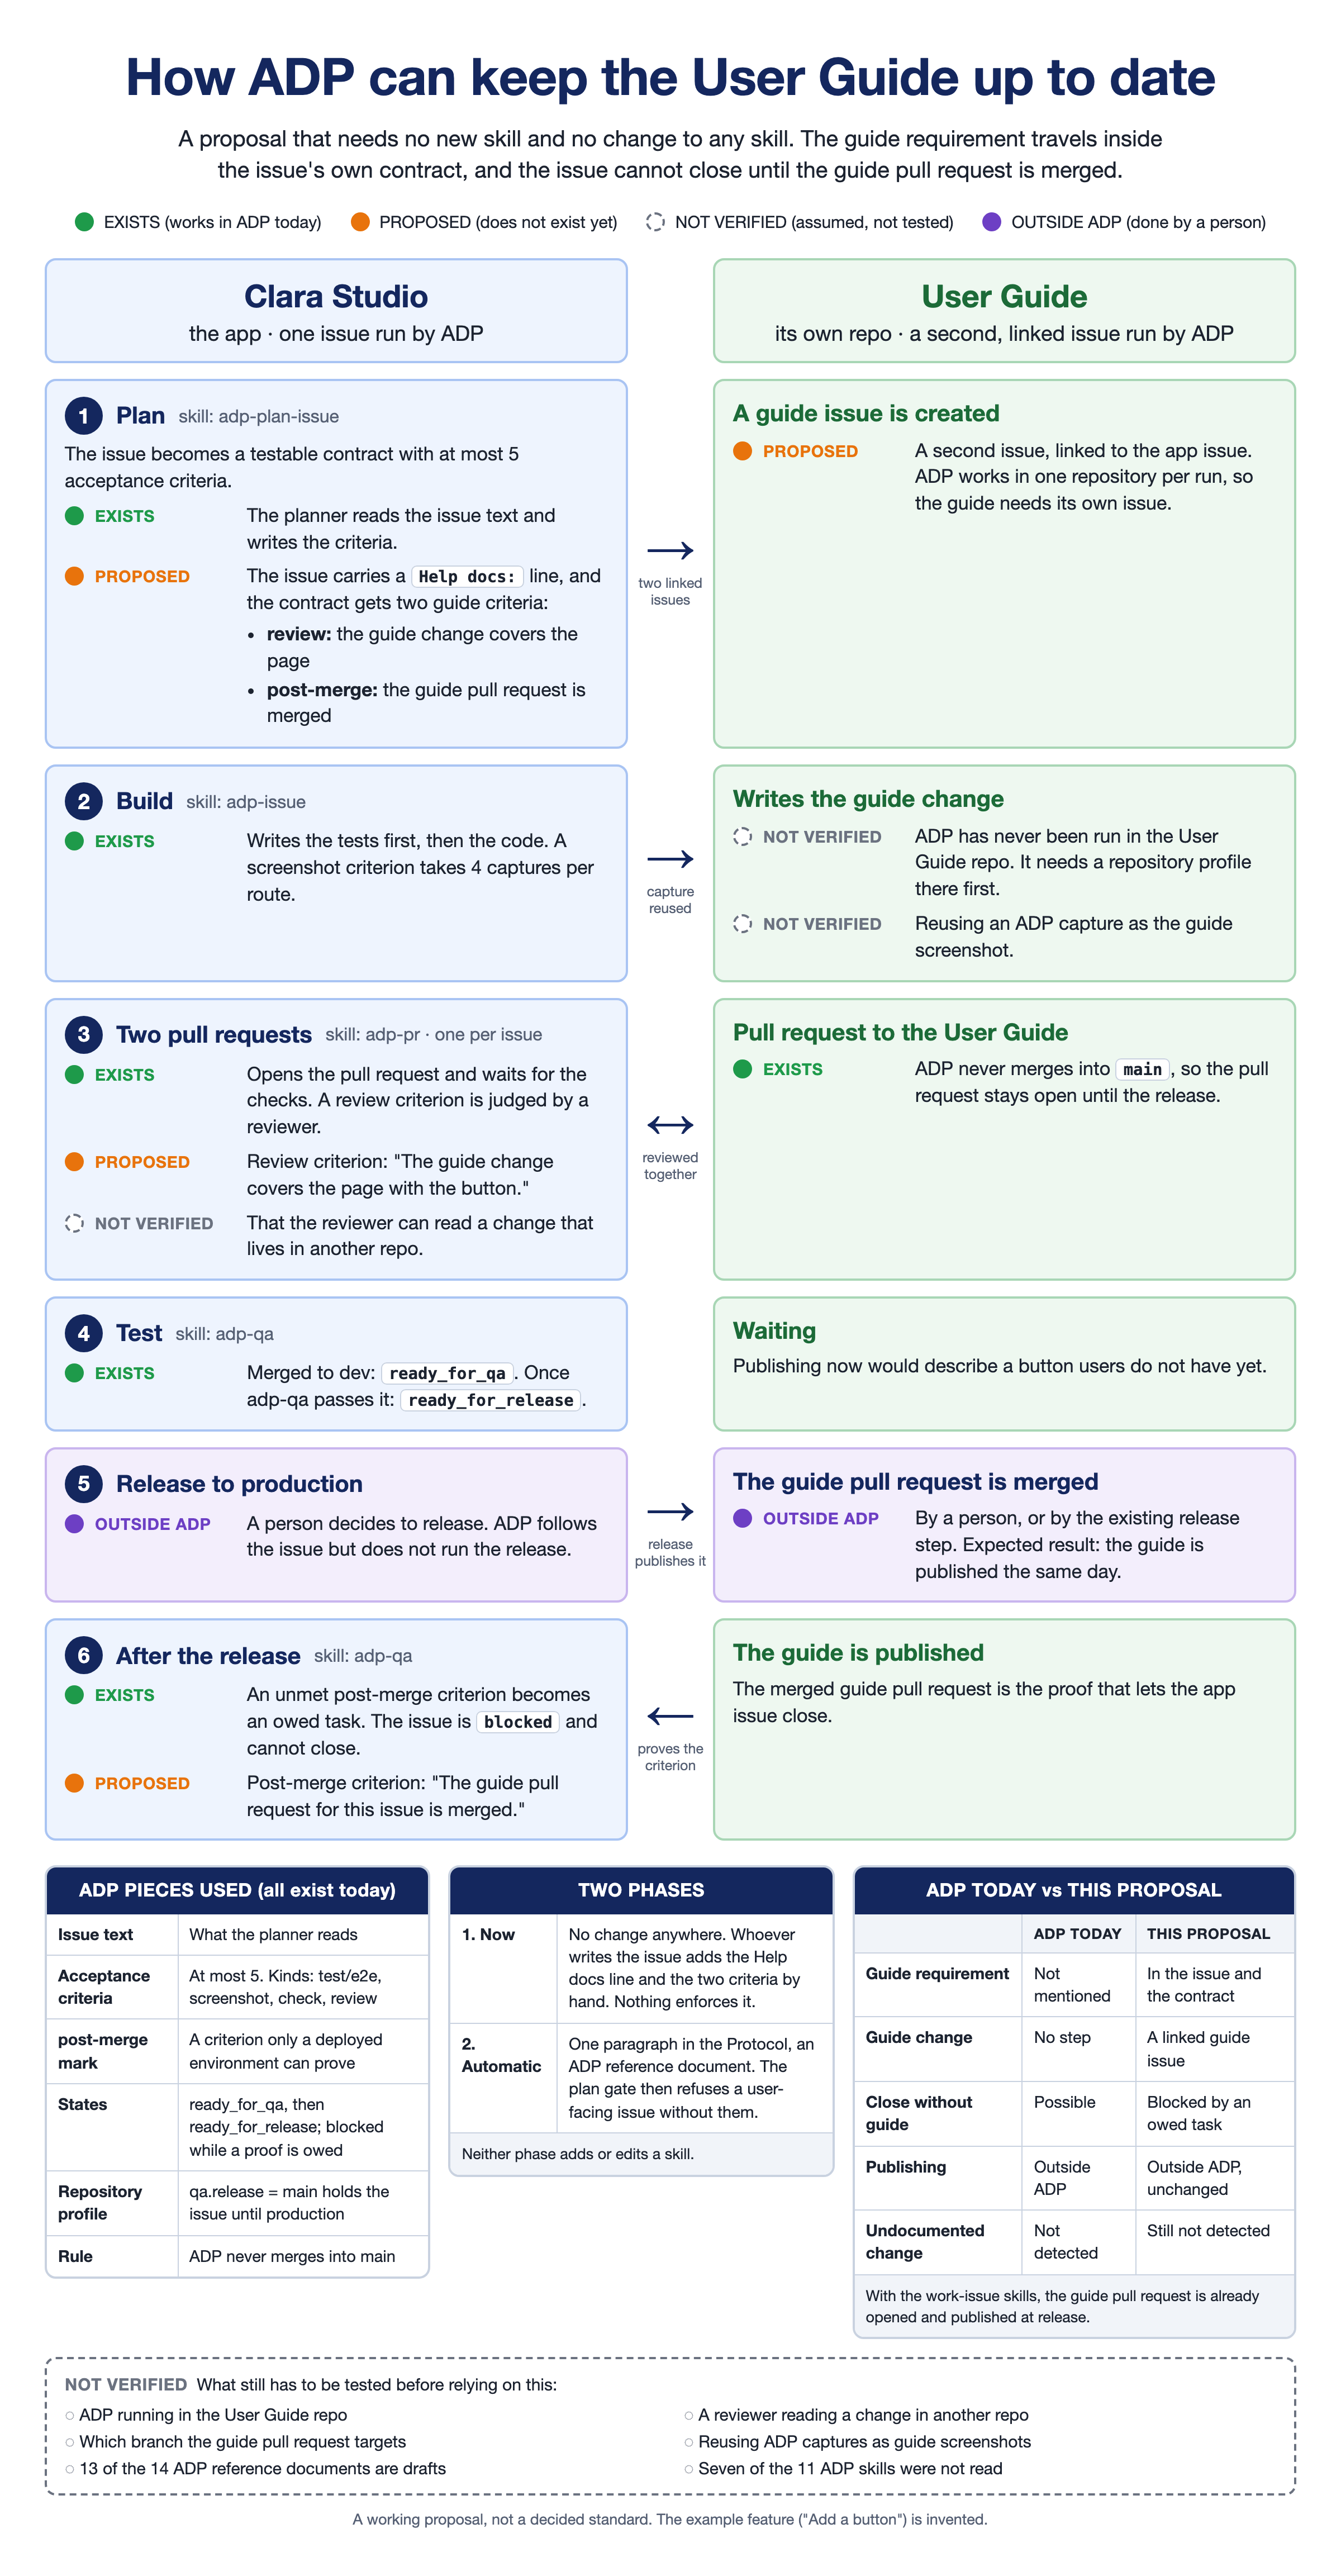 How ADP can keep the User Guide up to date
A proposal that needs no new skill and no change to any skill. The guide requirement travels inside
the issue's own contract, and the issue cannot close until the guide pull request is merged.
EXISTS (works in ADP today)
PROPOSED (does not exist yet)
NOT VERIFIED (assumed, not tested)
OUTSIDE ADP (done by a person)
Clara Studio
the app · one issue run by ADP
User Guide
its own repo · a second, linked issue run by ADP
1 Plan skill: adp-plan-issue
The issue becomes a testable contract with at most 5
acceptance criteria.
EXISTS The planner reads the issue text and
writes the criteria.
PROPOSED The issue carries a Help docs: line, and
the contract gets two guide criteria:
• review: the guide change covers the
page
• post-merge: the guide pull request is
merged
→
two linked
issues
A guide issue is created
PROPOSED A second issue, linked to the app issue.
ADP works in one repository per run, so
the guide needs its own issue.
2 Build skill: adp-issue
EXISTS Writes the tests first, then the code. A
screenshot criterion takes 4 captures per
route.
→
capture
reused
Writes the guide change
NOT VERIFIED ADP has never been run in the User
Guide repo. It needs a repository profile
there first.
NOT VERIFIED Reusing an ADP capture as the guide
screenshot.
3 Two pull requests skill: adp-pr · one per issue
EXISTS Opens the pull request and waits for the
checks. A review criterion is judged by a
reviewer.
PROPOSED Review criterion: "The guide change
covers the page with the button."
NOT VERIFIED That the reviewer can read a change that
lives in another repo.
↔
reviewed
together
Pull request to the User Guide
EXISTS ADP never merges into main, so the pull
request stays open until the release.
4 Test skill: adp-qa
EXISTS Merged to dev: ready_for_qa. Once
adp-qa passes it: ready_for_release.
Waiting
Publishing now would describe a button users do not have yet.
5 Release to production
OUTSIDE ADP A person decides to release. ADP follows
the issue but does not run the release.
→
release
publishes it
The guide pull request is merged
OUTSIDE ADP By a person, or by the existing release
step. Expected result: the guide is
published the same day.
6 After the release skill: adp-qa
EXISTS An unmet post-merge criterion becomes
an owed task. The issue is blocked and
cannot close.
PROPOSED Post-merge criterion: "The guide pull
request for this issue is merged."
←
proves the
criterion
The guide is published
The merged guide pull request is the proof that lets the app
issue close.
ADP PIECES USED (all exist today)
Issue text What the planner reads
Acceptance
criteria
At most 5. Kinds: test/e2e,
screenshot, check, review
post-merge
mark
A criterion only a deployed
environment can prove
States ready_for_qa, then
ready_for_release; blocked
while a proof is owed
Repository
profile
qa.release = main holds the
issue until production
Rule ADP never merges into main
TWO PHASES
1. Now No change anywhere. Whoever
writes the issue adds the Help
docs line and the two criteria by
hand. Nothing enforces it.
2.
Automatic
One paragraph in the Protocol, an
ADP reference document. The
plan gate then refuses a user-
facing issue without them.
Neither phase adds or edits a skill.
ADP TODAY vs THIS PROPOSAL
ADP TODAY THIS PROPOSAL
Guide requirement
Not
mentioned
In the issue and
the contract
Guide change No step
A linked guide
issue
Close without
guide
Possible
Blocked by an
owed task
Publishing
Outside
ADP
Outside ADP,
unchanged
Undocumented
change
Not
detected
Still not detected
With the work-issue skills, the guide pull request is already
opened and published at release.
NOT VERIFIED What still has to be tested before relying on this:
○ ADP running in the User Guide repo
○ A reviewer reading a change in another repo
○ Which branch the guide pull request targets
○ Reusing ADP captures as guide screenshots
○ 13 of the 14 ADP reference documents are drafts
○ Seven of the 11 ADP skills were not read
A working proposal, not a decided standard. The example feature ("Add a button") is invented.